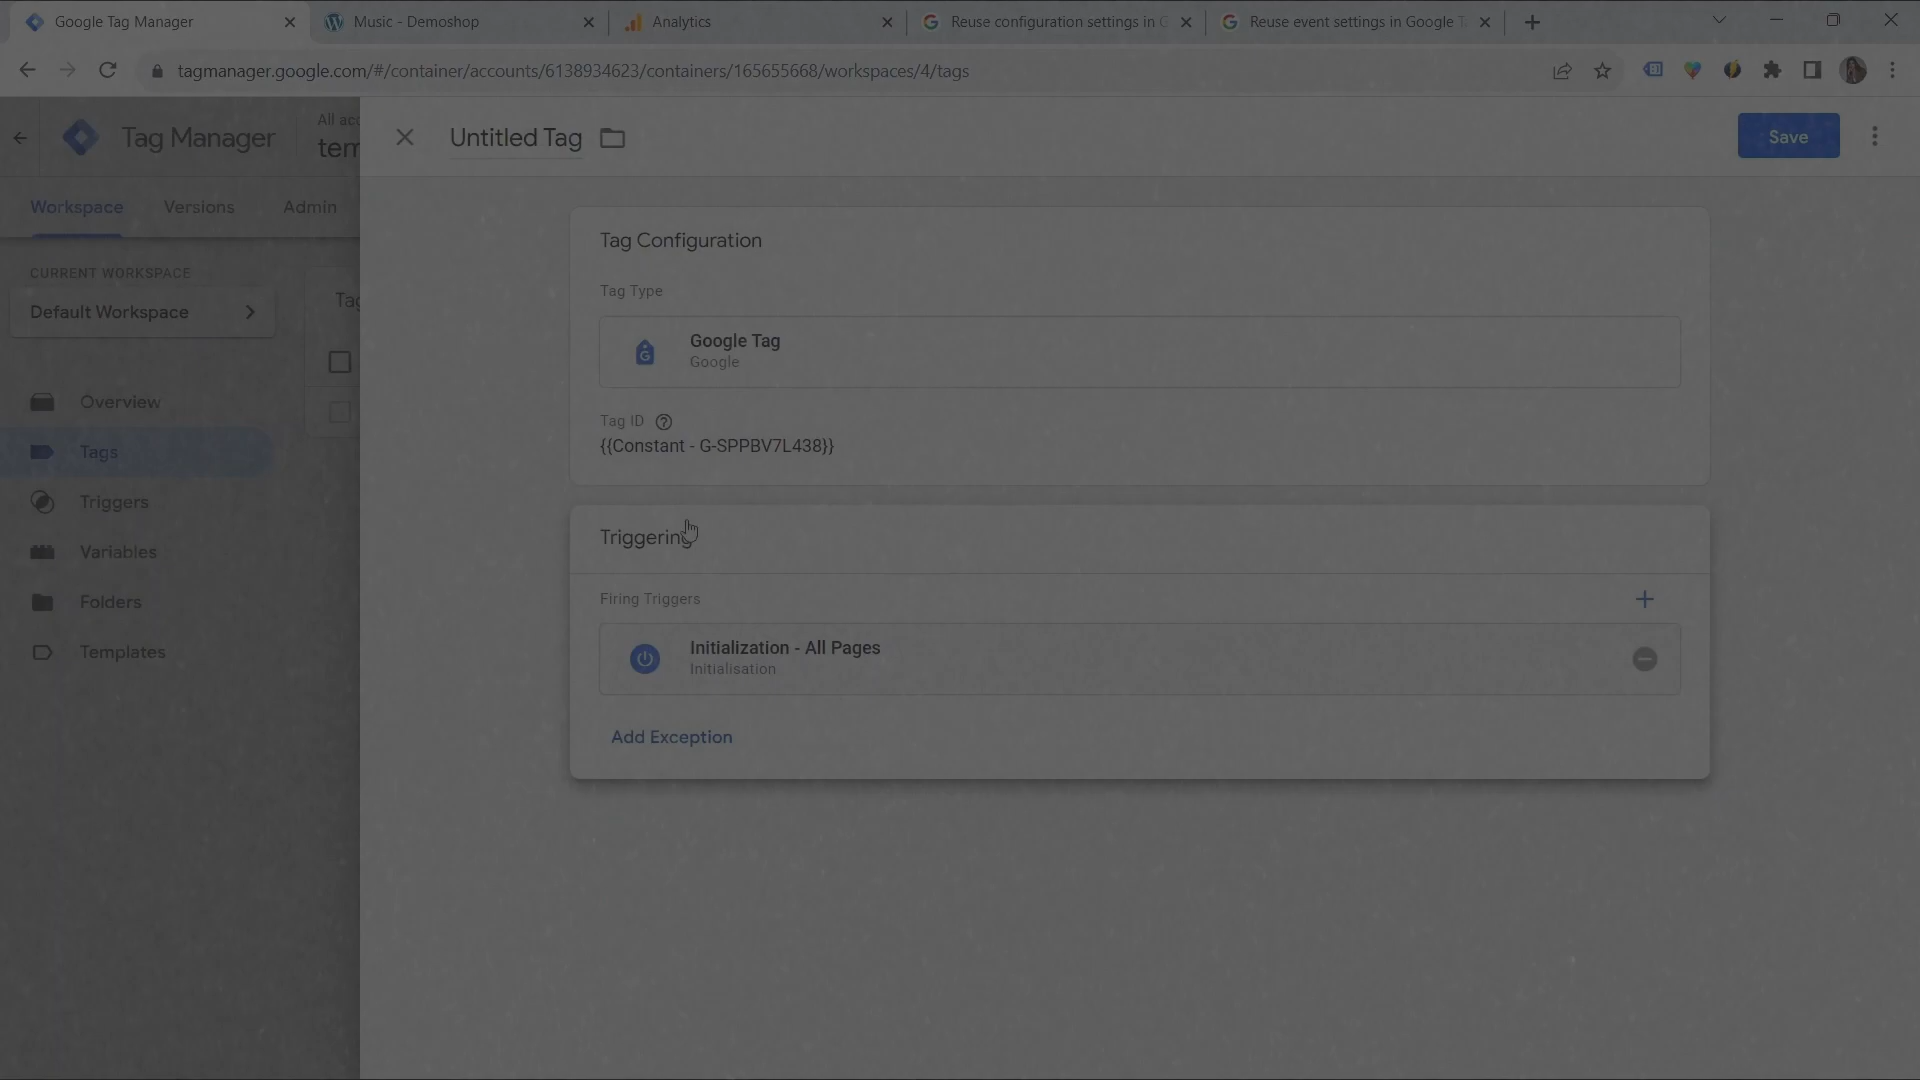 Google Tag Manager
Music - Demoshop
Analytics
Reuse configuration settings in G
Reuse event settings in Google T
tagmanager.google.com/#/container/accounts/6138934623/containers/165655668/workspaces/4/tags
Tag Manager
All acc
tem
Untitled Tag
Save
Workspace
Versions
Admin
CURRENT WORKSPACE
Default Workspace
Tag
Overview
Tags
Triggers
Variables
Folders
Templates
Tag Configuration
Tag Type
Google Tag
Google
Tag ID
{{Constant - G-SPPBV7L438}}
Triggering
Firing Triggers
Initialization - All Pages
Initialisation
Add Exception